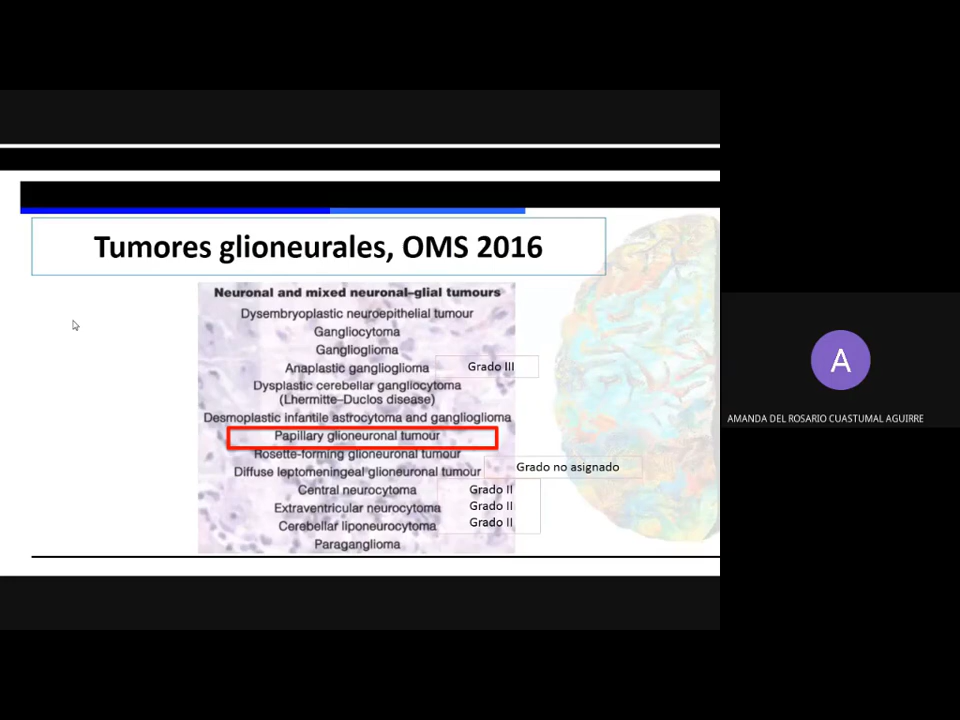 Tumores glioneurales, OMS 2016
Neuronal and mixed neuronal–glial tumours
Dysembryoplastic neuroepithelial tumour
Gangliocytoma
Ganglioglioma
Anaplastic ganglioglioma Grado III
Dysplastic cerebellar gangliocytoma
(Lhermitte–Duclos disease)
Desmoplastic infantile astrocytoma and ganglioglioma
Papillary glioneuronal tumour
Rosette-forming glioneuronal tumour
Diffuse leptomeningeal glioneuronal tumour Grado no asignado
Central neurocytoma Grado II
Extraventricular neurocytoma Grado II
Cerebellar liponeurocytoma Grado II
Paraganglioma
A
AMANDA DEL ROSARIO CUASTUMAL AGUIRRE